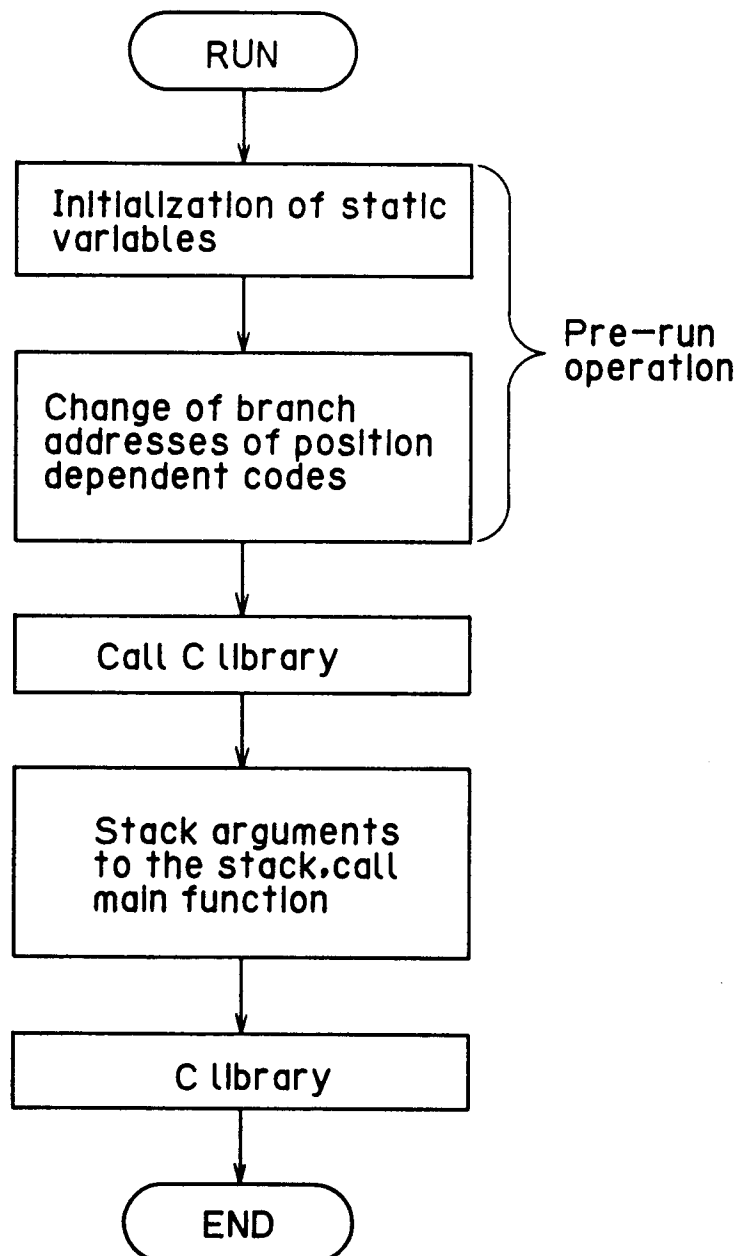 RUN
Initialization of static
variables
Pre-run
operation
Change of branch
addresses of position
dependent codes
Call C library
Stack arguments
to the stack,call
main function
C library
END